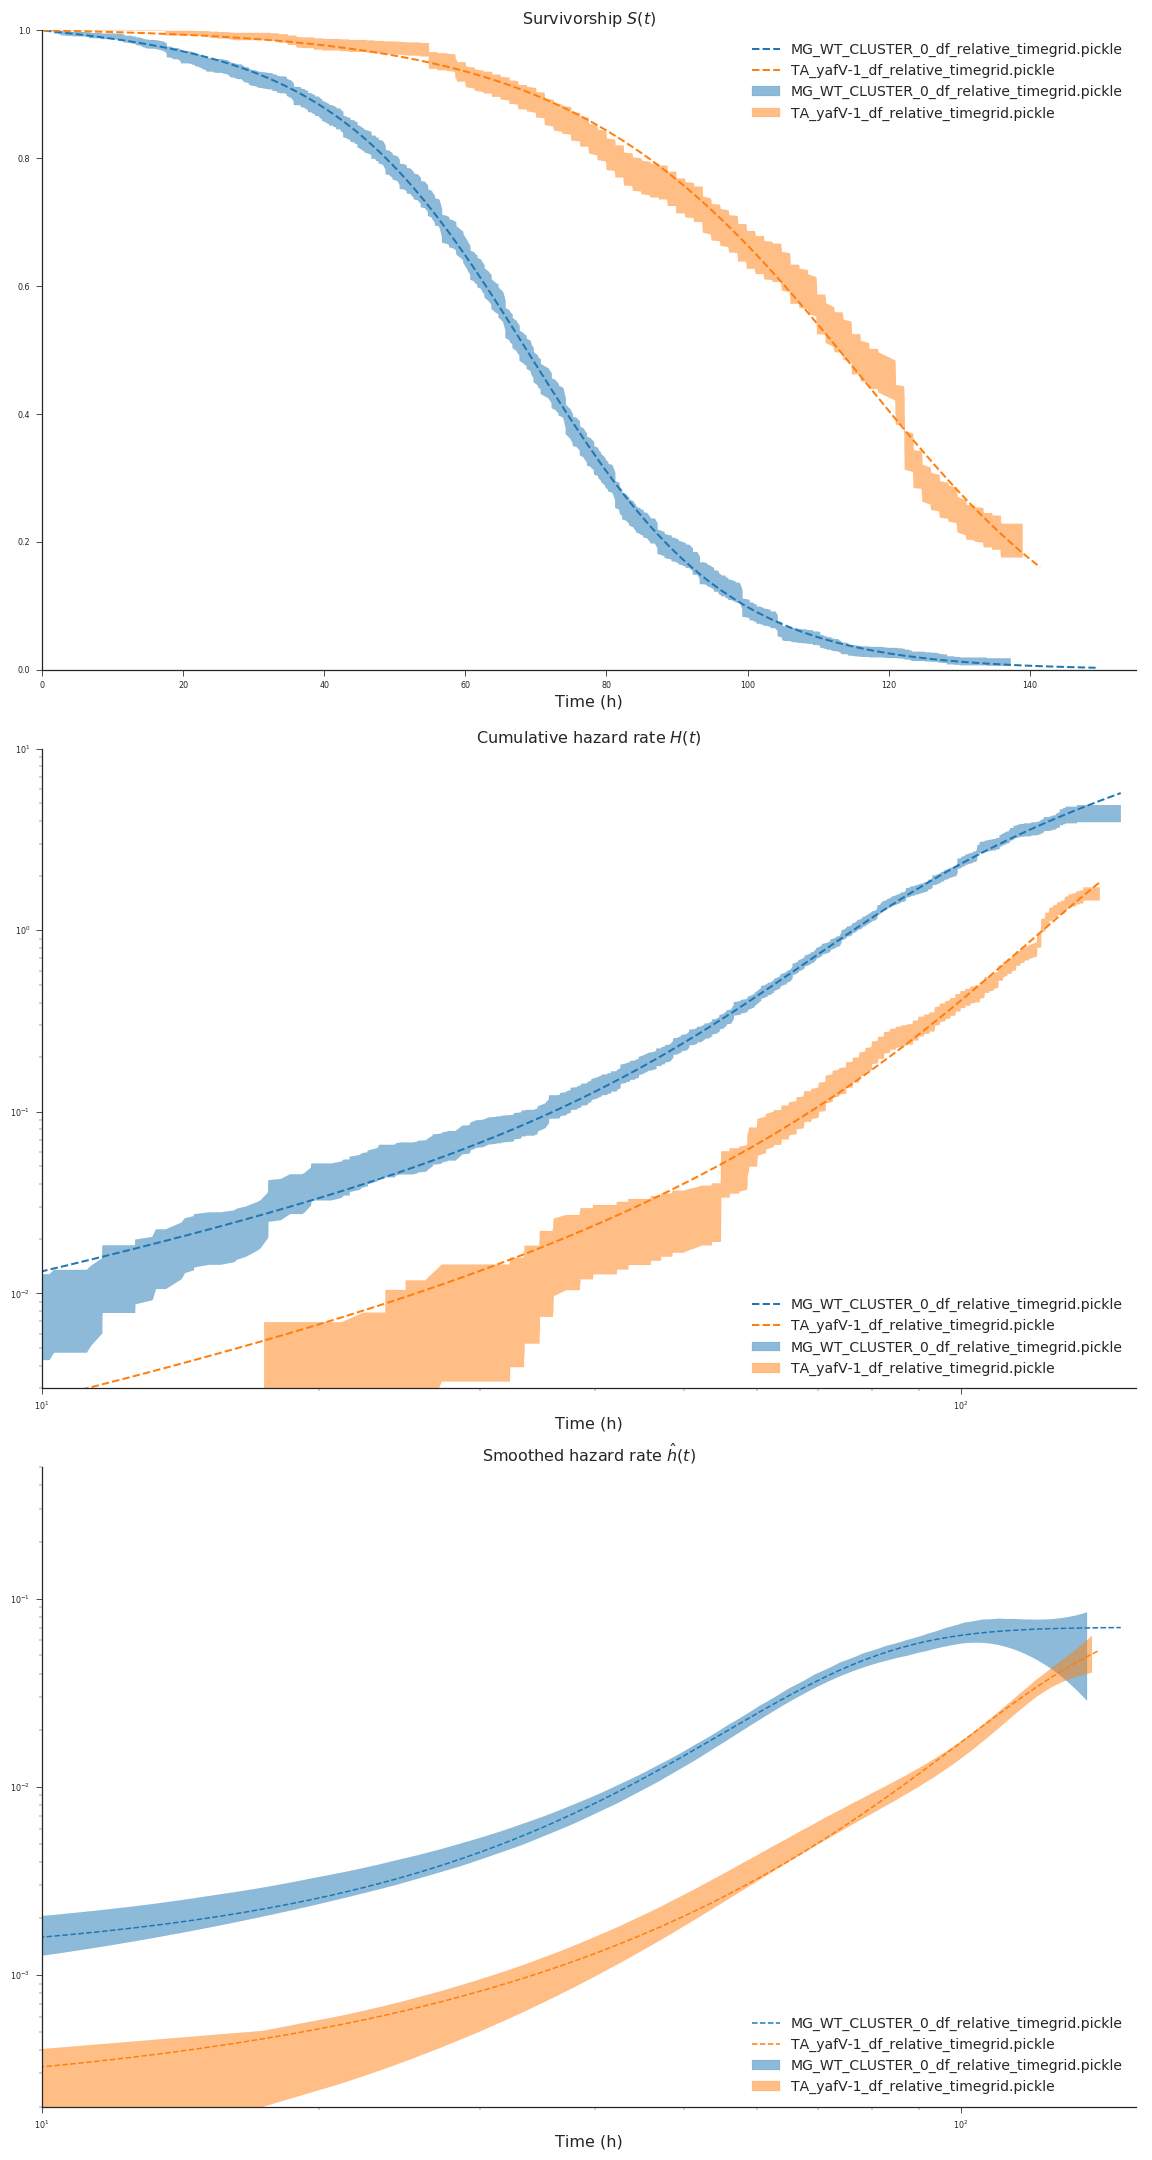 Survivorship S(t)
1.0
0.8
0.6
0.4
0.2
0.0
MG_WT_CLUSTER_0_df_relative_timegrid.pickle
TA_yafV-1_df_relative_timegrid.pickle
MG_WT_CLUSTER_0_df_relative_timegrid.pickle
TA_yafV-1_df_relative_timegrid.pickle
0 20 40 60 80 100 120 140
Time (h)
Cumulative hazard rate H(t)
10¹
10⁰
10⁻¹
10⁻²
MG_WT_CLUSTER_0_df_relative_timegrid.pickle
TA_yafV-1_df_relative_timegrid.pickle
MG_WT_CLUSTER_0_df_relative_timegrid.pickle
TA_yafV-1_df_relative_timegrid.pickle
10¹ 10²
Time (h)
Smoothed hazard rate ĥ(t)
10⁻¹
10⁻²
10⁻³
MG_WT_CLUSTER_0_df_relative_timegrid.pickle
TA_yafV-1_df_relative_timegrid.pickle
MG_WT_CLUSTER_0_df_relative_timegrid.pickle
TA_yafV-1_df_relative_timegrid.pickle
10¹ 10²
Time (h)